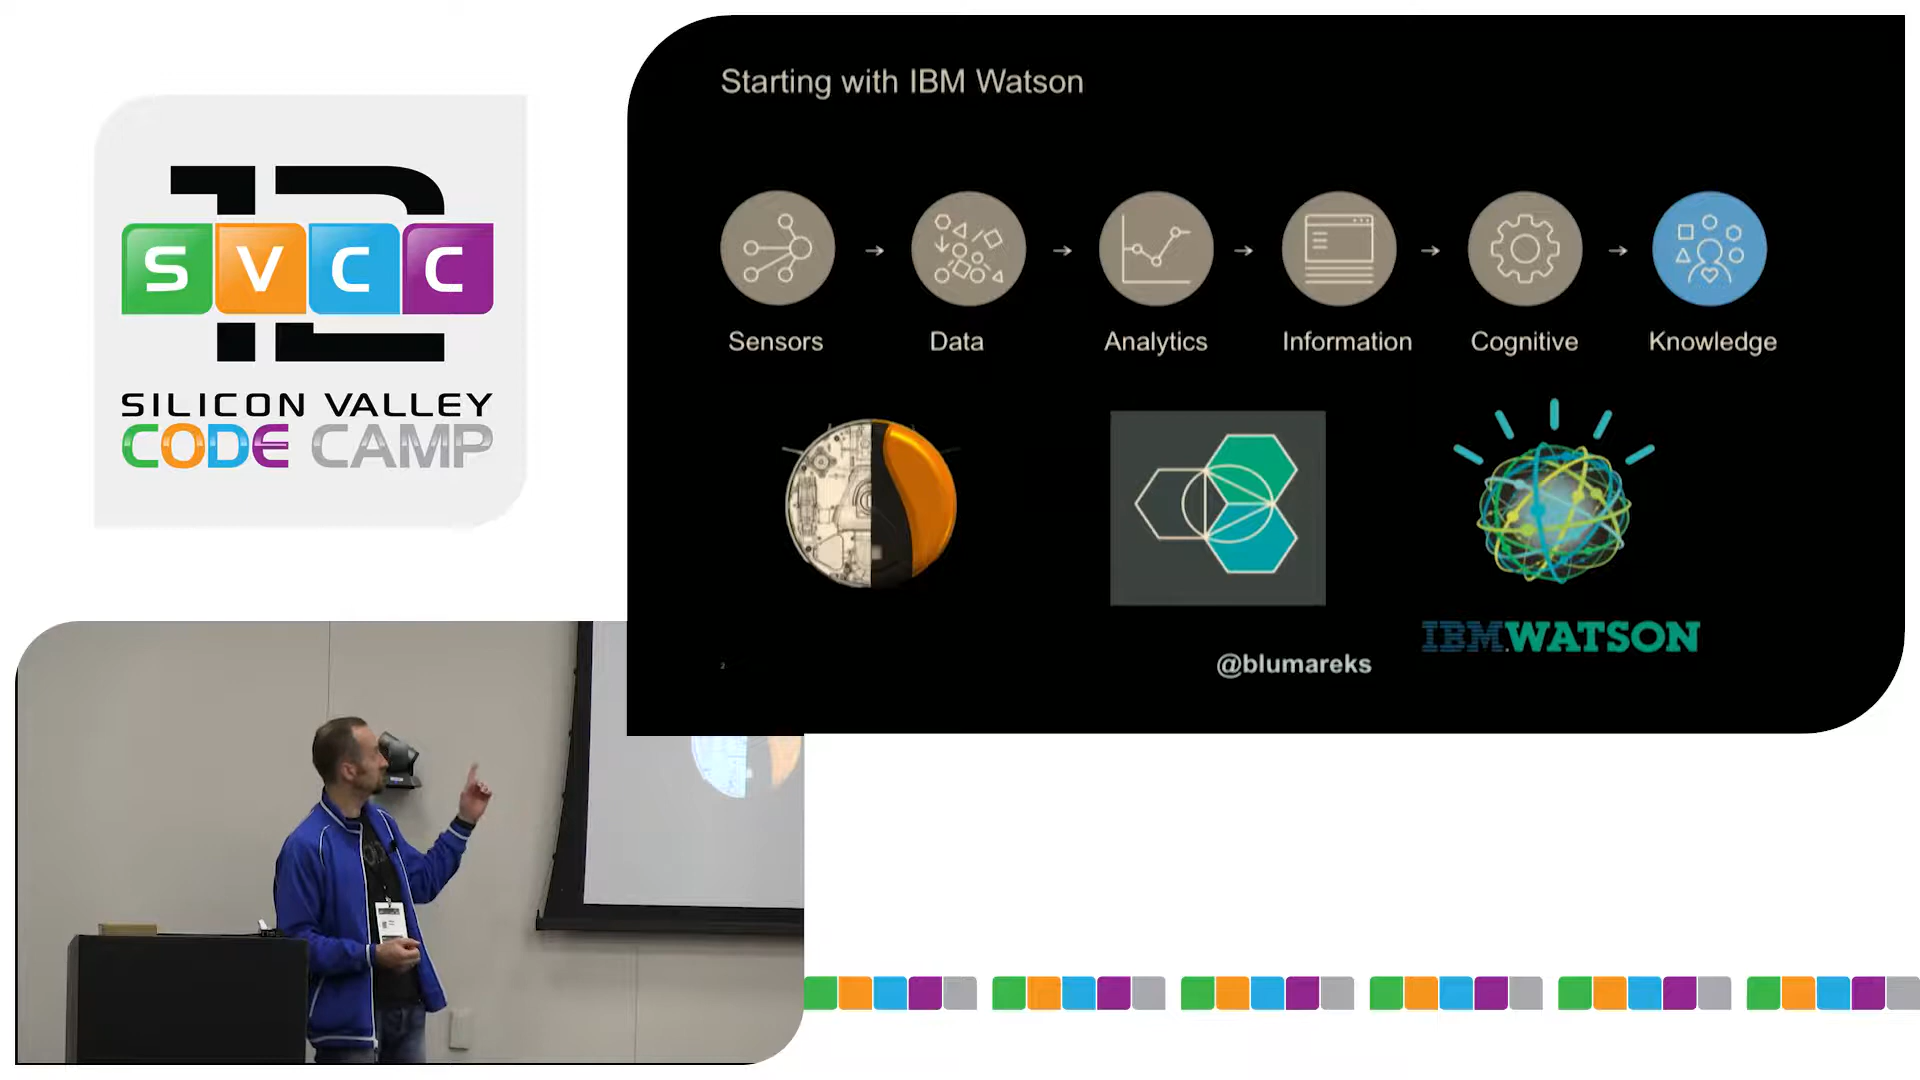 12
SVCC
SILICON VALLEY
CODE CAMP
Starting with IBM Watson
Sensors
Data
Analytics
Information
Cognitive
Knowledge
IBM.WATSON
@blumareks
2